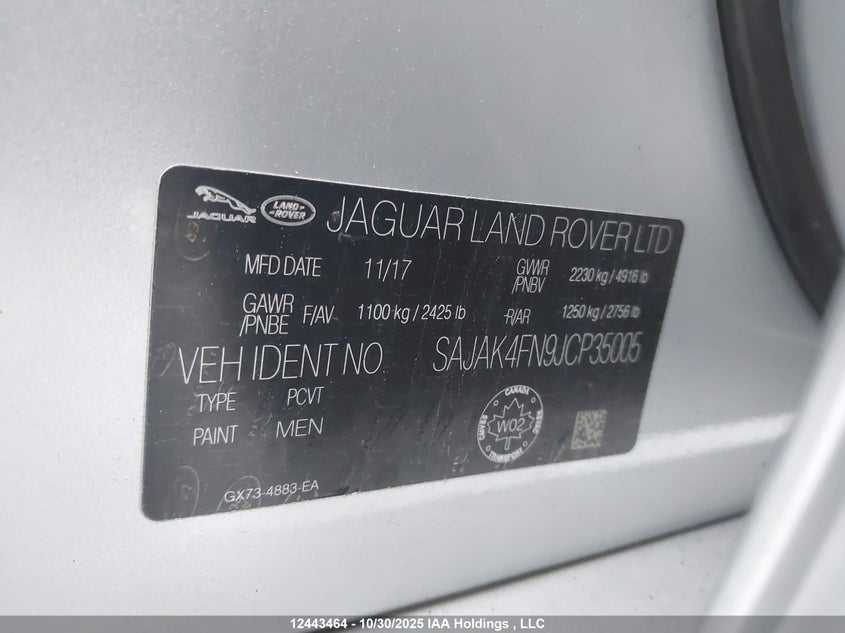 JAGUAR LAND ROVER JAGUAR LAND ROVER LTD
MFD DATE 11/17 GVWR /PNBV 2230 kg / 4916 lb
GAWR /PNBE F/AV 1100 kg / 2425 lb R/AR 1250 kg / 2756 lb
VEH IDENT NO. SAJAK4FN9JCP35005
TYPE PCVT
PAINT MEN
CANADA
W02
TRANSPORT
GX73-4883-EA
12443464 - 10/30/2025 IAA Holdings , LLC